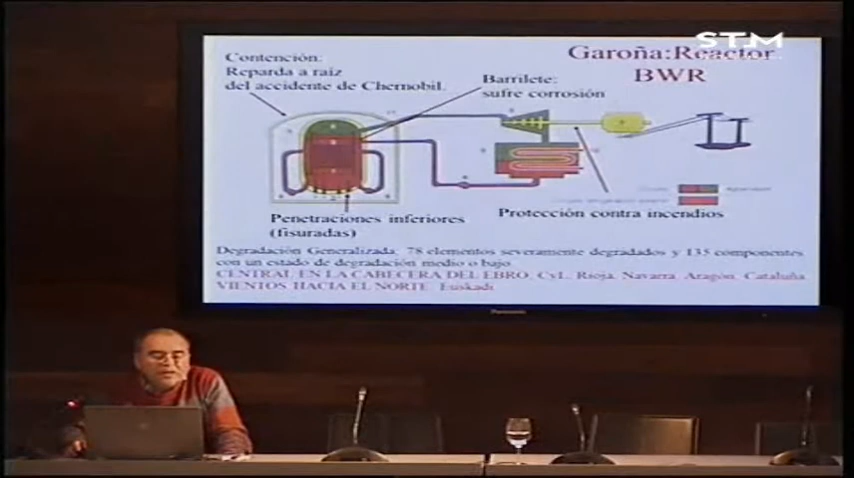 STM
Garoña:Reactor
BWR
Contención:
Reparda a raiz
del accidente de Chernobil.
Barrilete:
sufre corrosión
Penetraciones inferiores
(fisuradas)
Protección contra incendios
Degradación Generalizada: 78 elementos severamente degradados y 135 componentes
con un estado de degradación medio o bajo
CENTRAL EN LA CABECERA DEL EBRO: CyL, Rioja, Navarra, Aragón, Cataluña
VIENTOS HACIA EL NORTE: Euskadi
Panasonic